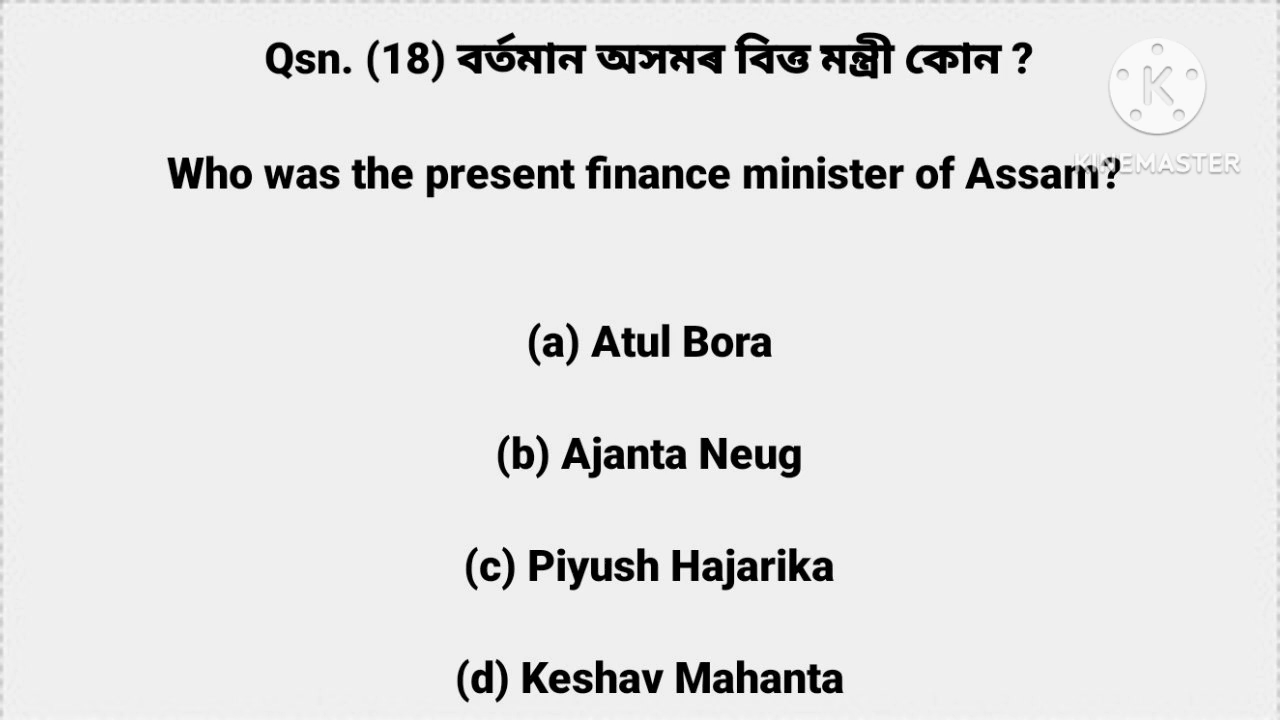 Qsn. (18) বৰ্তমান অসমৰ বিত্ত মন্ত্ৰী কোন ?
Who was the present finance minister of Assam?
K
KINEMASTER
(a) Atul Bora
(b) Ajanta Neug
(c) Piyush Hajarika
(d) Keshav Mahanta